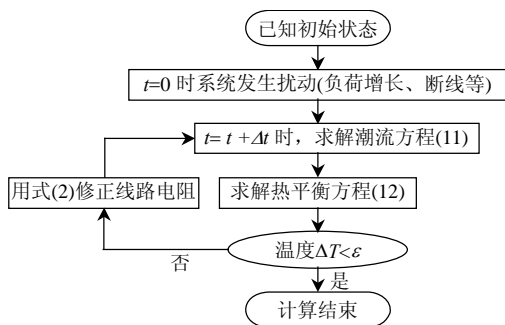 已知初始状态
t=0 时系统发生扰动(负荷增长、断线等)
t= t +Δt 时，求解潮流方程(11)
用式(2)修正线路电阻
求解热平衡方程(12)
温度ΔT<ε
否
是
计算结束